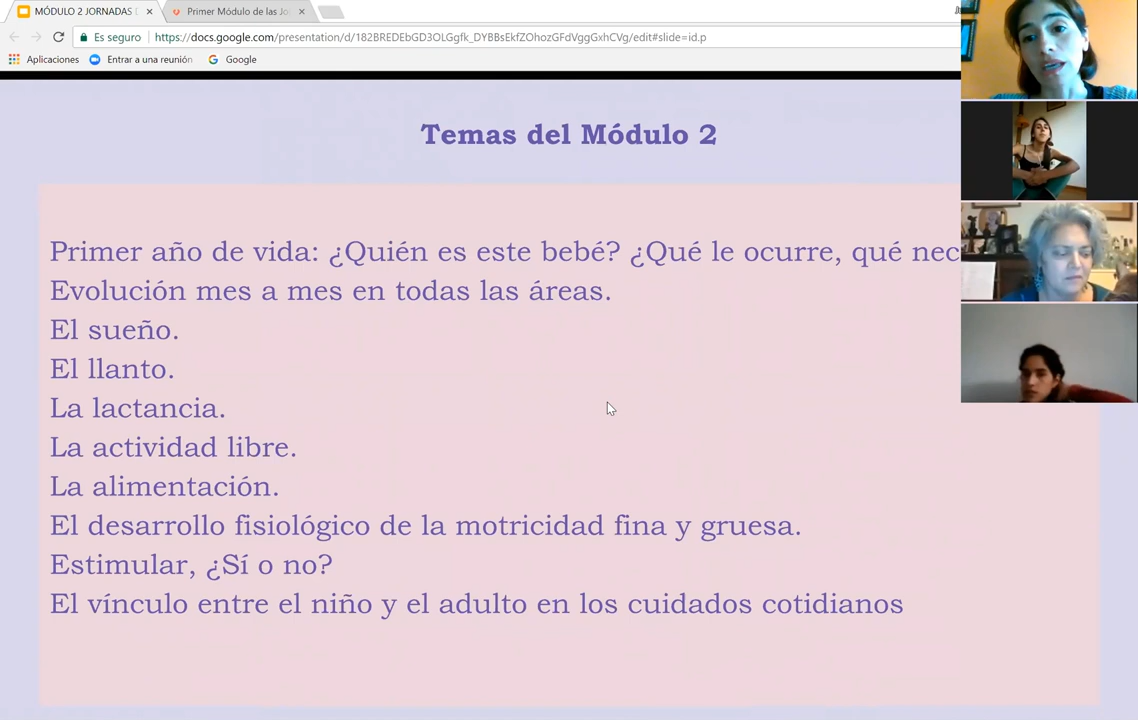 MÓDULO 2 JORNADAS
Primer Módulo de las Jo
Es seguro
https://docs.google.com/presentation/d/182BREDEbGD3OLGgfk_DYBBsEkfZOhozGFdVggGxhCVg/edit#slide=id.p
Aplicaciones
Entrar a una reunión
Google
Temas del Módulo 2
Primer año de vida: ¿Quién es este bebé? ¿Qué le ocurre, qué nec
Evolución mes a mes en todas las áreas.
El sueño.
El llanto.
La lactancia.
La actividad libre.
La alimentación.
El desarrollo fisiológico de la motricidad fina y gruesa.
Estimular, ¿Sí o no?
El vínculo entre el niño y el adulto en los cuidados cotidianos